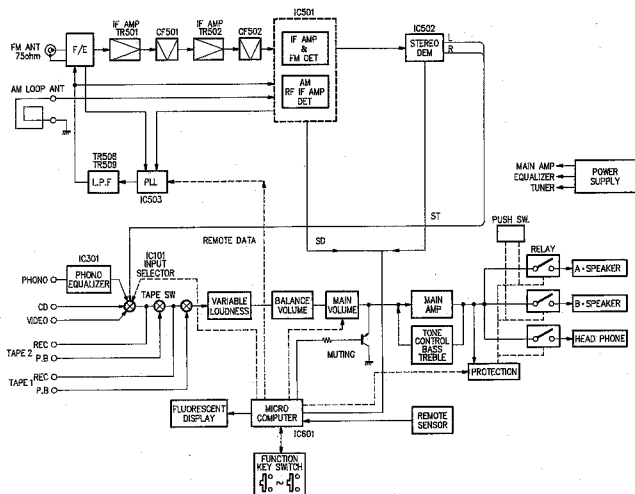 IC501
IF AMP
TR501
CF501
IF AMP
TR502
CF502
IC502
FM ANT
75ohm
F/E
IF AMP
&
FM DET
STEREO
DEM
L
R
AM LOOP ANT
AM
RF IF AMP
DET
TR508
TR509
L.P.F
PLL
IC503
MAIN AMP
EQUALIZER
TUNER
POWER
SUPPLY
ST
PUSH SW.
REMOTE DATA
SD
RELAY
IC301
PHONO
PHONO
EQUALIZER
IC101
INPUT
SELECTOR
TAPE SW
CD
VIDEO
VARIABLE
LOUDNESS
BALANCE
VOLUME
MAIN
VOLUME
MAIN
AMP
A・SPEAKER
B・SPEAKER
HEAD PHONE
TAPE 2
REC
P.B
TAPE 1
REC
P.B
MUTING
TONE
CONTROL
BASS
TREBLE
PROTECTION
FLUORESCENT
DISPLAY
MICRO
COMPUTER
IC601
REMOTE
SENSOR
FUNCTION
KEY SWITCH
~